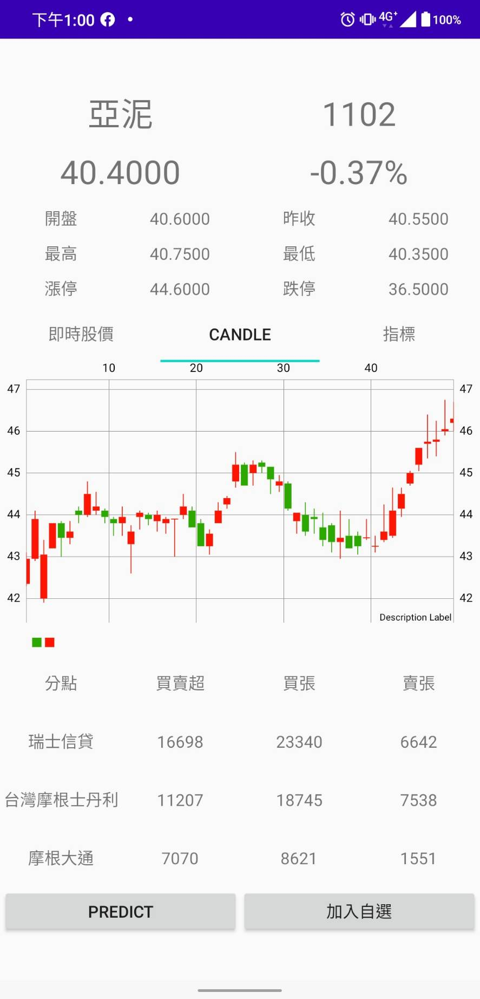 下午1:00 4G+ 100%
亞泥 1102
40.4000 -0.37%
開盤 40.6000 昨收 40.5500
最高 40.7500 最低 40.3500
漲停 44.6000 跌停 36.5000
即時股價 CANDLE 指標
10 20 30 40
47 47
46 46
45 45
44 44
43 43
42 42
Description Label
分點 買賣超 買張 賣張
瑞士信貸 16698 23340 6642
台灣摩根士丹利 11207 18745 7538
摩根大通 7070 8621 1551
PREDICT 加入自選